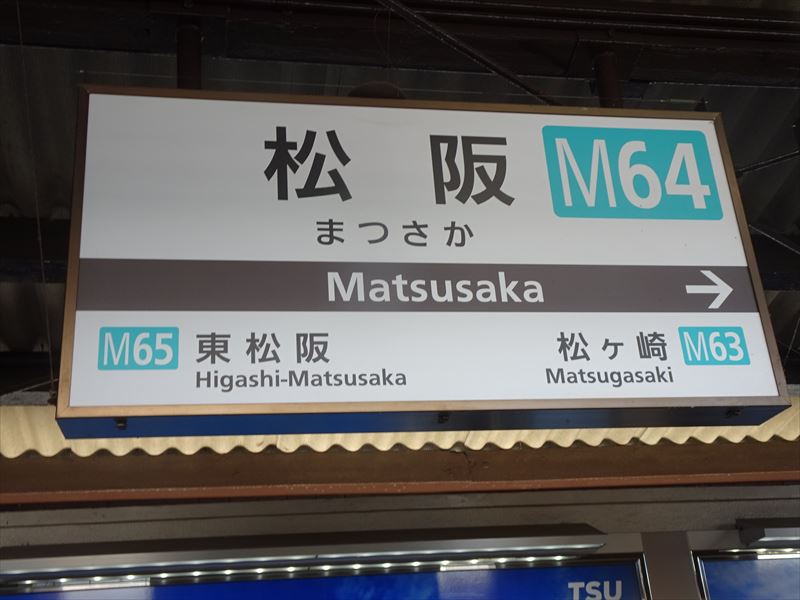 松阪 M64
まつさか
Matsusaka →
M65 東松阪 松ヶ崎 M63
Higashi-Matsusaka Matsugasaki
TSU